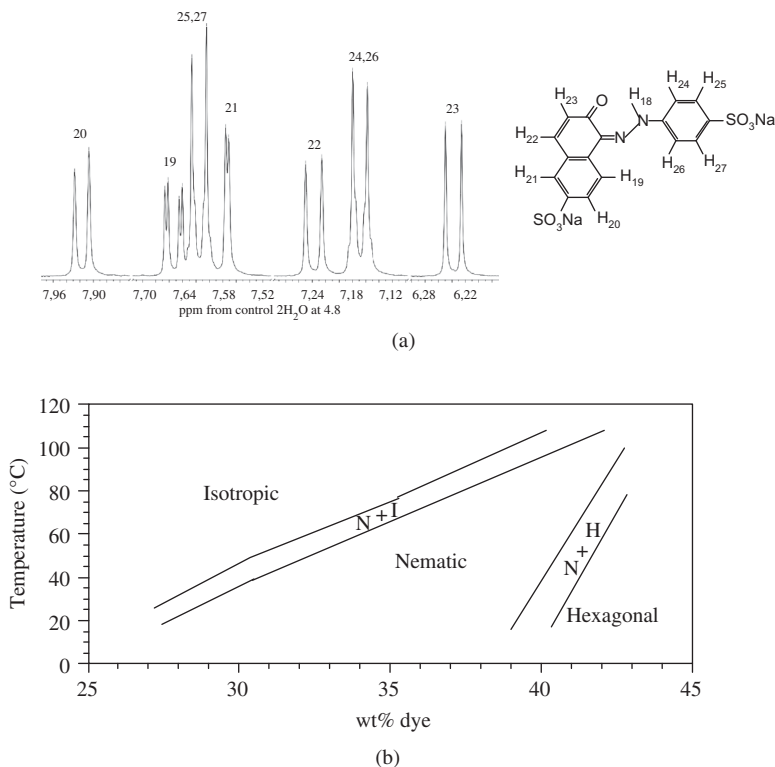 25,27
20
19
21
22
24,26
23
7,96 7,90 7,70 7,64 7,58 7,52 7,24 7,18 7,12 6,28 6,22
ppm from control 2H₂O at 4.8
H₂₄
H₂₅
H₂₃
O
H₁₈
N
SO₃Na
H₂₂
N
H₂₆
H₂₇
H₂₁
H₁₉
SO₃Na
H₂₀
(a)
120
100
80
60
40
20
0
Temperature (°C)
Isotropic
N + I
Nematic
N + H
Hexagonal
25 30 35 40 45
wt% dye
(b)